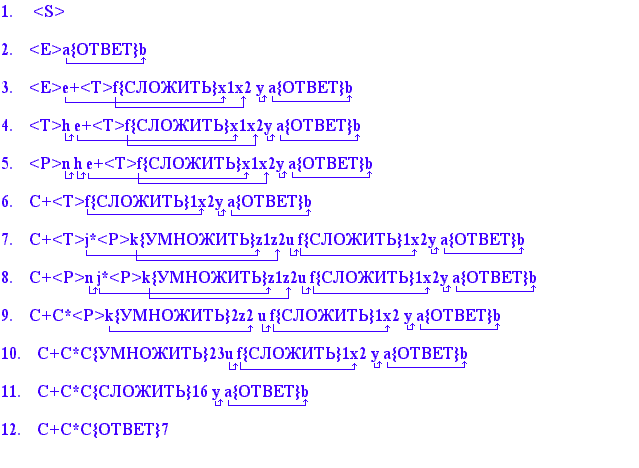 1. <S>
2. <E>a{ОТВЕТ}b
3. <E>e+<T>f{СЛОЖИТЬ}x1x2 y a{ОТВЕТ}b
4. <T>h e+<T>f{СЛОЖИТЬ}x1x2y a{ОТВЕТ}b
5. <P>n h e+<T>f{СЛОЖИТЬ}x1x2y a{ОТВЕТ}b
6. C+<T>f{СЛОЖИТЬ}1x2y a{ОТВЕТ}b
7. C+<T>j*<P>k{УМНОЖИТЬ}z1z2u f{СЛОЖИТЬ}1x2y a{ОТВЕТ}b
8. C+<P>n j*<P>k{УМНОЖИТЬ}z1z2u f{СЛОЖИТЬ}1x2y a{ОТВЕТ}b
9. C+C*<P>k{УМНОЖИТЬ}2z2 u f{СЛОЖИТЬ}1x2 y a{ОТВЕТ}b
10. C+C*C{УМНОЖИТЬ}23u f{СЛОЖИТЬ}1x2 y a{ОТВЕТ}b
11. C+C*C{СЛОЖИТЬ}16 y a{ОТВЕТ}b
12. C+C*C{ОТВЕТ}7